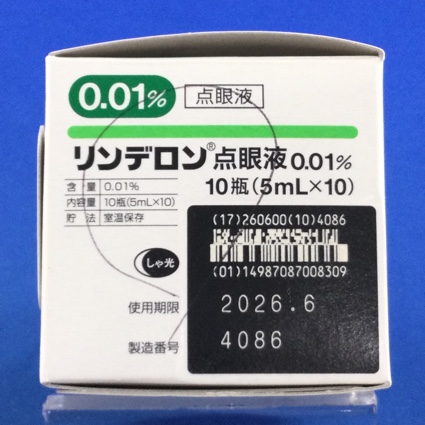 0.01% 点眼液
リンデロン®点眼液0.01%
10瓶(5mL×10)
含量 0.01%
内容量 10瓶(5mL×10)
貯法 室温保存
(17)260600(10)4086
(01)14987087008309
しゃ光
使用期限 2026.6
製造番号 4086